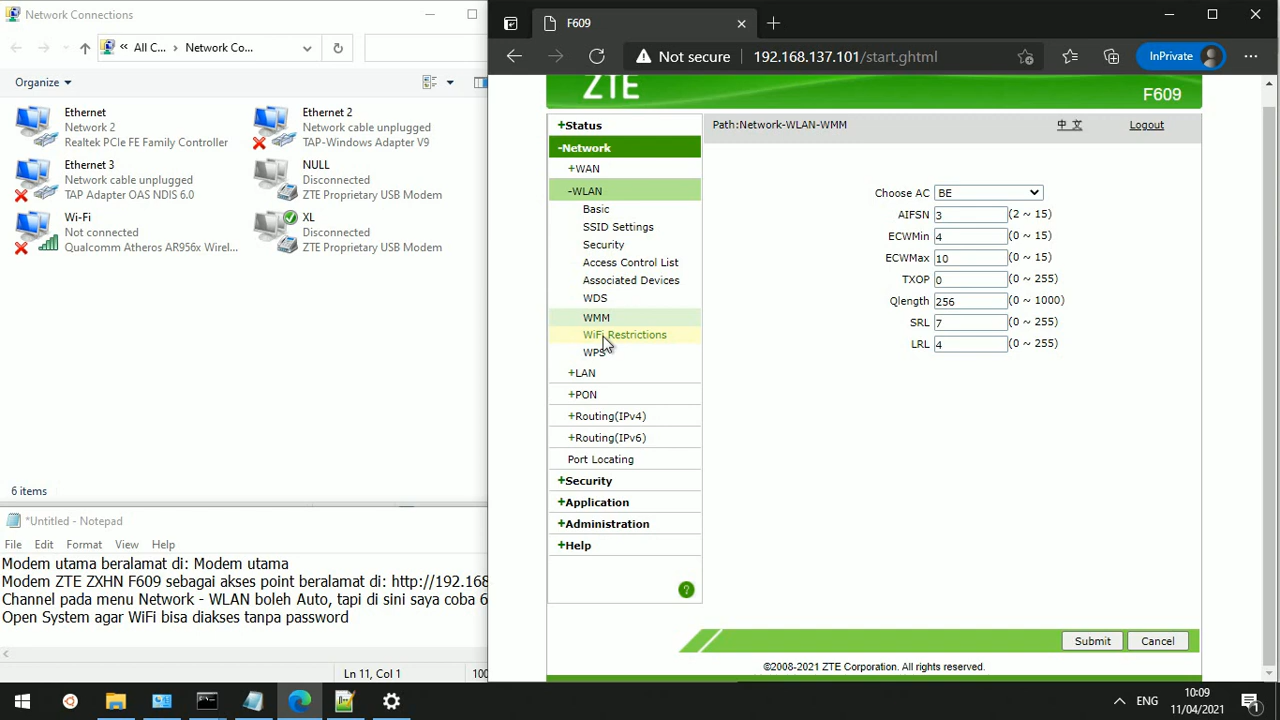 Network Connections
« All C... > Network Co...
Organize
Ethernet
Network 2
Realtek PCIe FE Family Controller
Ethernet 2
Network cable unplugged
TAP-Windows Adapter V9
Ethernet 3
Network cable unplugged
TAP Adapter OAS NDIS 6.0
NULL
Disconnected
ZTE Proprietary USB Modem
Wi-Fi
Not connected
Qualcomm Atheros AR956x Wirel...
XL
Disconnected
ZTE Proprietary USB Modem
6 items
*Untitled - Notepad
File Edit Format View Help
Modem utama beralamat di: Modem utama
Modem ZTE ZXHN F609 sebagai akses point beralamat di: http://192.168
Channel pada menu Network - WLAN boleh Auto, tapi di sini saya coba 6
Open System agar WiFi bisa diakses tanpa password
Ln 11, Col 1
100
F609
Not secure 192.168.137.101/start.ghtml
InPrivate
ZTE
F609
+Status
-Network
+WAN
-WLAN
Basic
SSID Settings
Security
Access Control List
Associated Devices
WDS
WMM
WiFi Restrictions
WPS
+LAN
+PON
+Routing(IPv4)
+Routing(IPv6)
Port Locating
+Security
+Application
+Administration
+Help
?
Path:Network-WLAN-WMM
中 文
Logout
Choose AC BE
AIFSN 3 (2 ~ 15)
ECWMin 4 (0 ~ 15)
ECWMax 10 (0 ~ 15)
TXOP 0 (0 ~ 255)
Qlength 256 (0 ~ 1000)
SRL 7 (0 ~ 255)
LRL 4 (0 ~ 255)
Submit
Cancel
©2008-2021 ZTE Corporation. All rights reserved.
ENG
10:09
11/04/2021
1